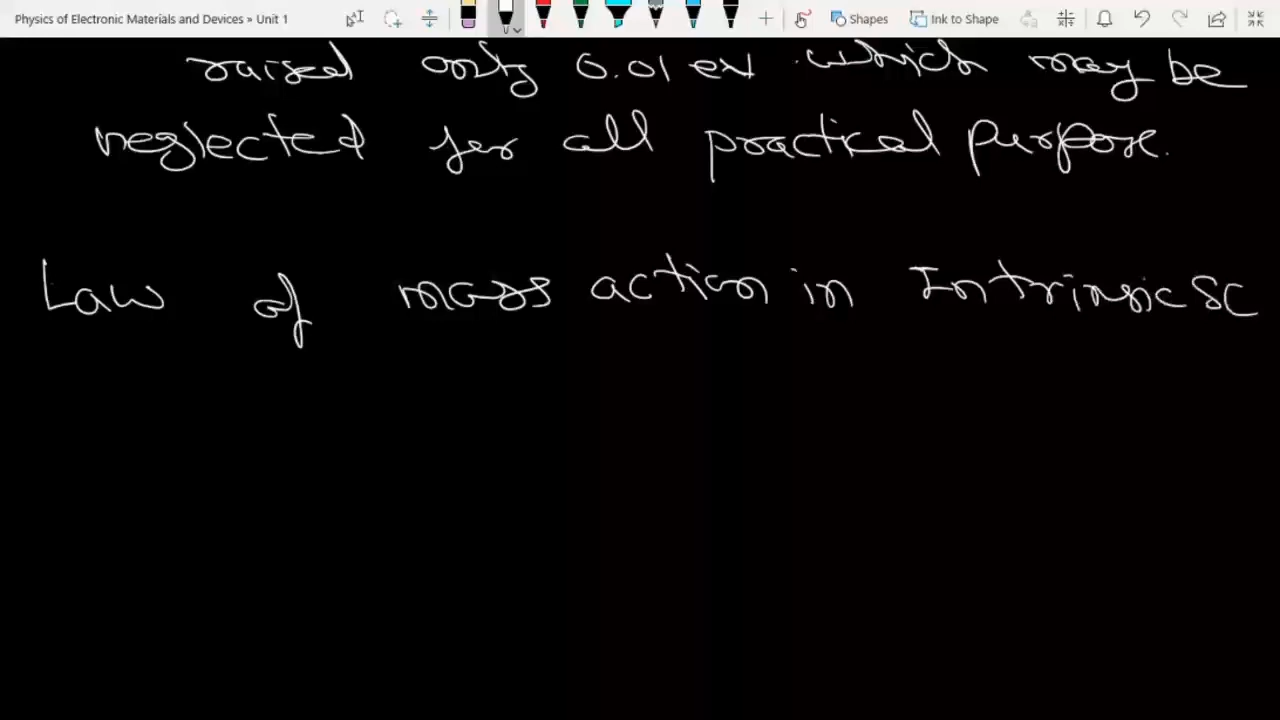 Physics of Electronic Materials and Devices » Unit 1
Shapes
Ink to Shape
raised only 0.01 eV. which may be
neglected for all practical purpose.
Law of mass action in Intrinsic SC